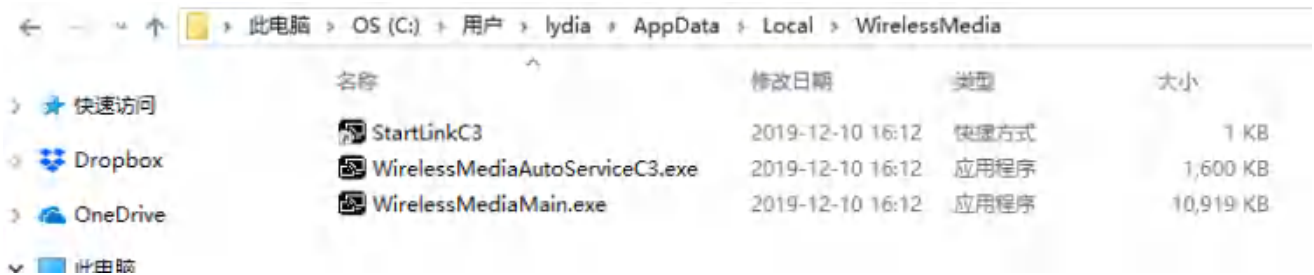 此电脑 > OS (C:) > 用户 > lydia > AppData > Local > WirelessMedia
名称 修改日期 类型 大小
快速访问
StartLinkC3 2019-12-10 16:12 快捷方式 1 KB
Dropbox
WirelessMediaAutoServiceC3.exe 2019-12-10 16:12 应用程序 1,600 KB
WirelessMediaMain.exe 2019-12-10 16:12 应用程序 10,919 KB
OneDrive
此电脑